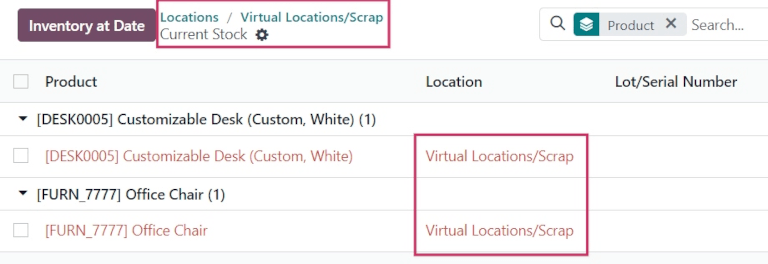 Inventory at Date
Locations / Virtual Locations/Scrap
Current Stock
Product
Search...
Product Location Lot/Serial Number
[DESK0005] Customizable Desk (Custom, White) (1)
[DESK0005] Customizable Desk (Custom, White) Virtual Locations/Scrap
[FURN_7777] Office Chair (1)
[FURN_7777] Office Chair Virtual Locations/Scrap